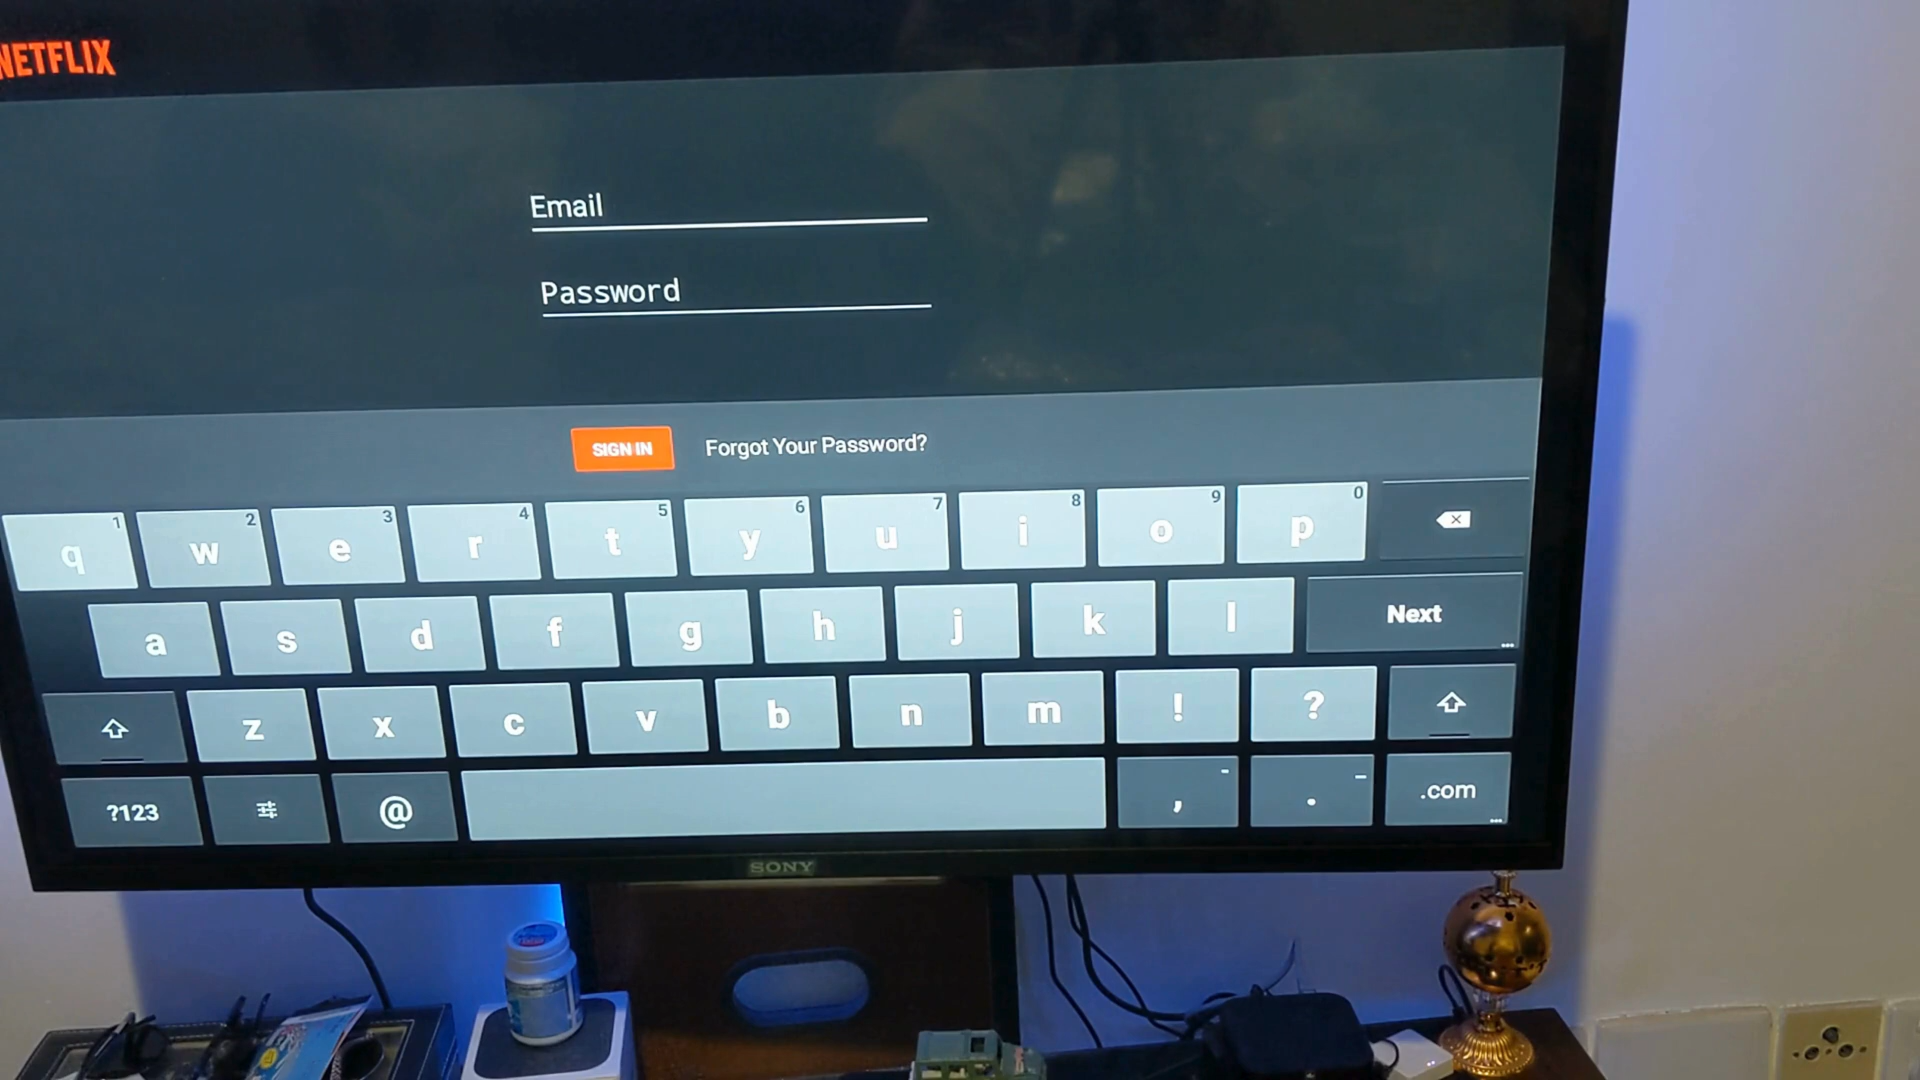 NETFLIX
Email
Password
SIGN IN
Forgot Your Password?
q 1 w 2 e 3 r 4 t 5 y 6 u 7 i 8 o 9 p 0
a s d f g h j k l Next ...
z x c v b n m ! ?
?123 @ , - . _ .com ...
SONY